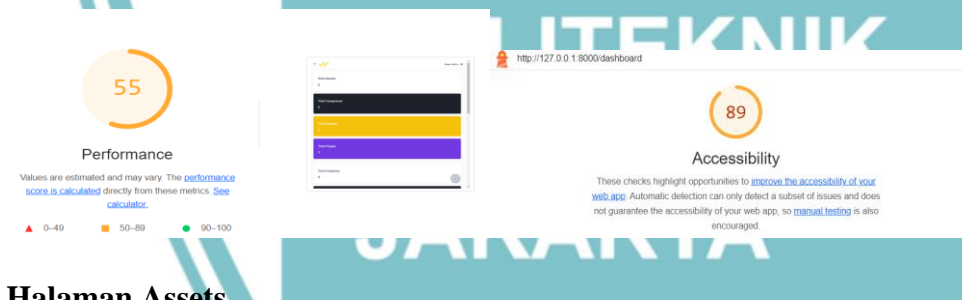 LITEKNIK
55
Performance
Values are estimated and may vary. The performance
score is calculated directly from these metrics. See
calculator.
0–49 50–89 90–100
http://127.0.0.1:8000/dashboard
89
Accessibility
These checks highlight opportunities to improve the accessibility of your
web app. Automatic detection can only detect a subset of issues and does
not guarantee the accessibility of your web app, so manual testing is also
encouraged.
JAKARTA
Halaman Assets